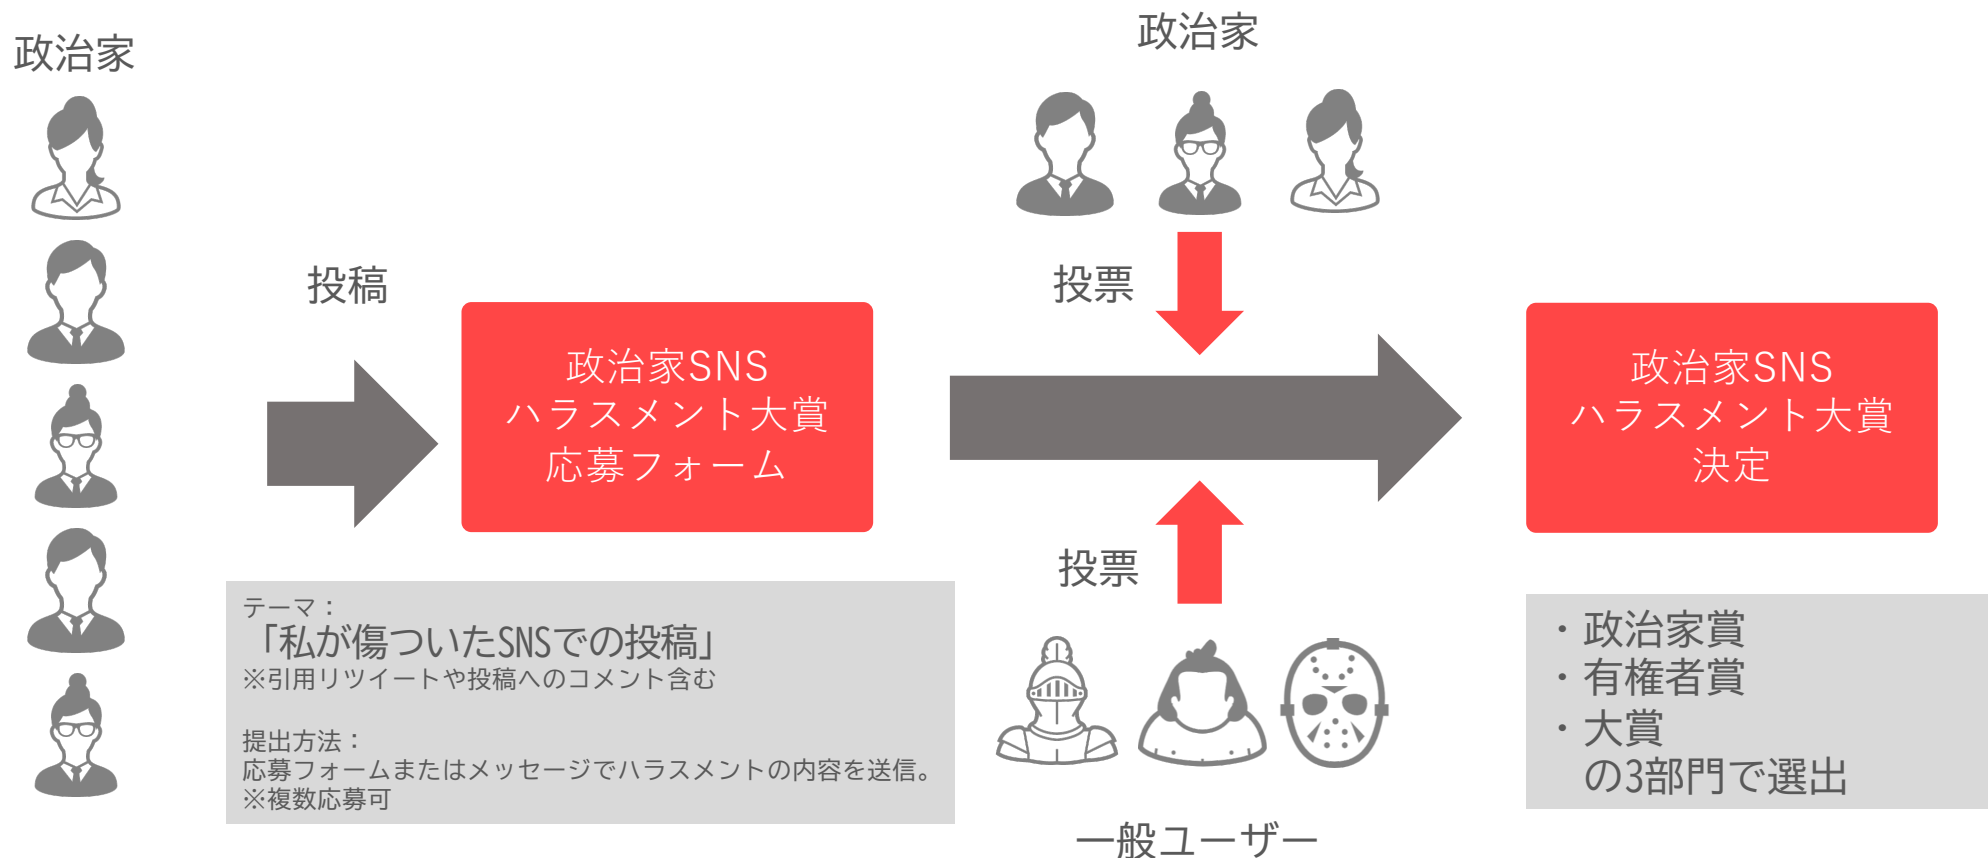 政治家
投稿
政治家SNS
ハラスメント大賞
応募フォーム
テーマ：
「私が傷ついたSNSでの投稿」
※引用リツイートや投稿へのコメント含む
提出方法：
応募フォームまたはメッセージでハラスメントの内容を送信。
※複数応募可
政治家
投票
投票
一般ユーザー
政治家SNS
ハラスメント大賞
決定
・政治家賞
・有権者賞
・大賞
の3部門で選出